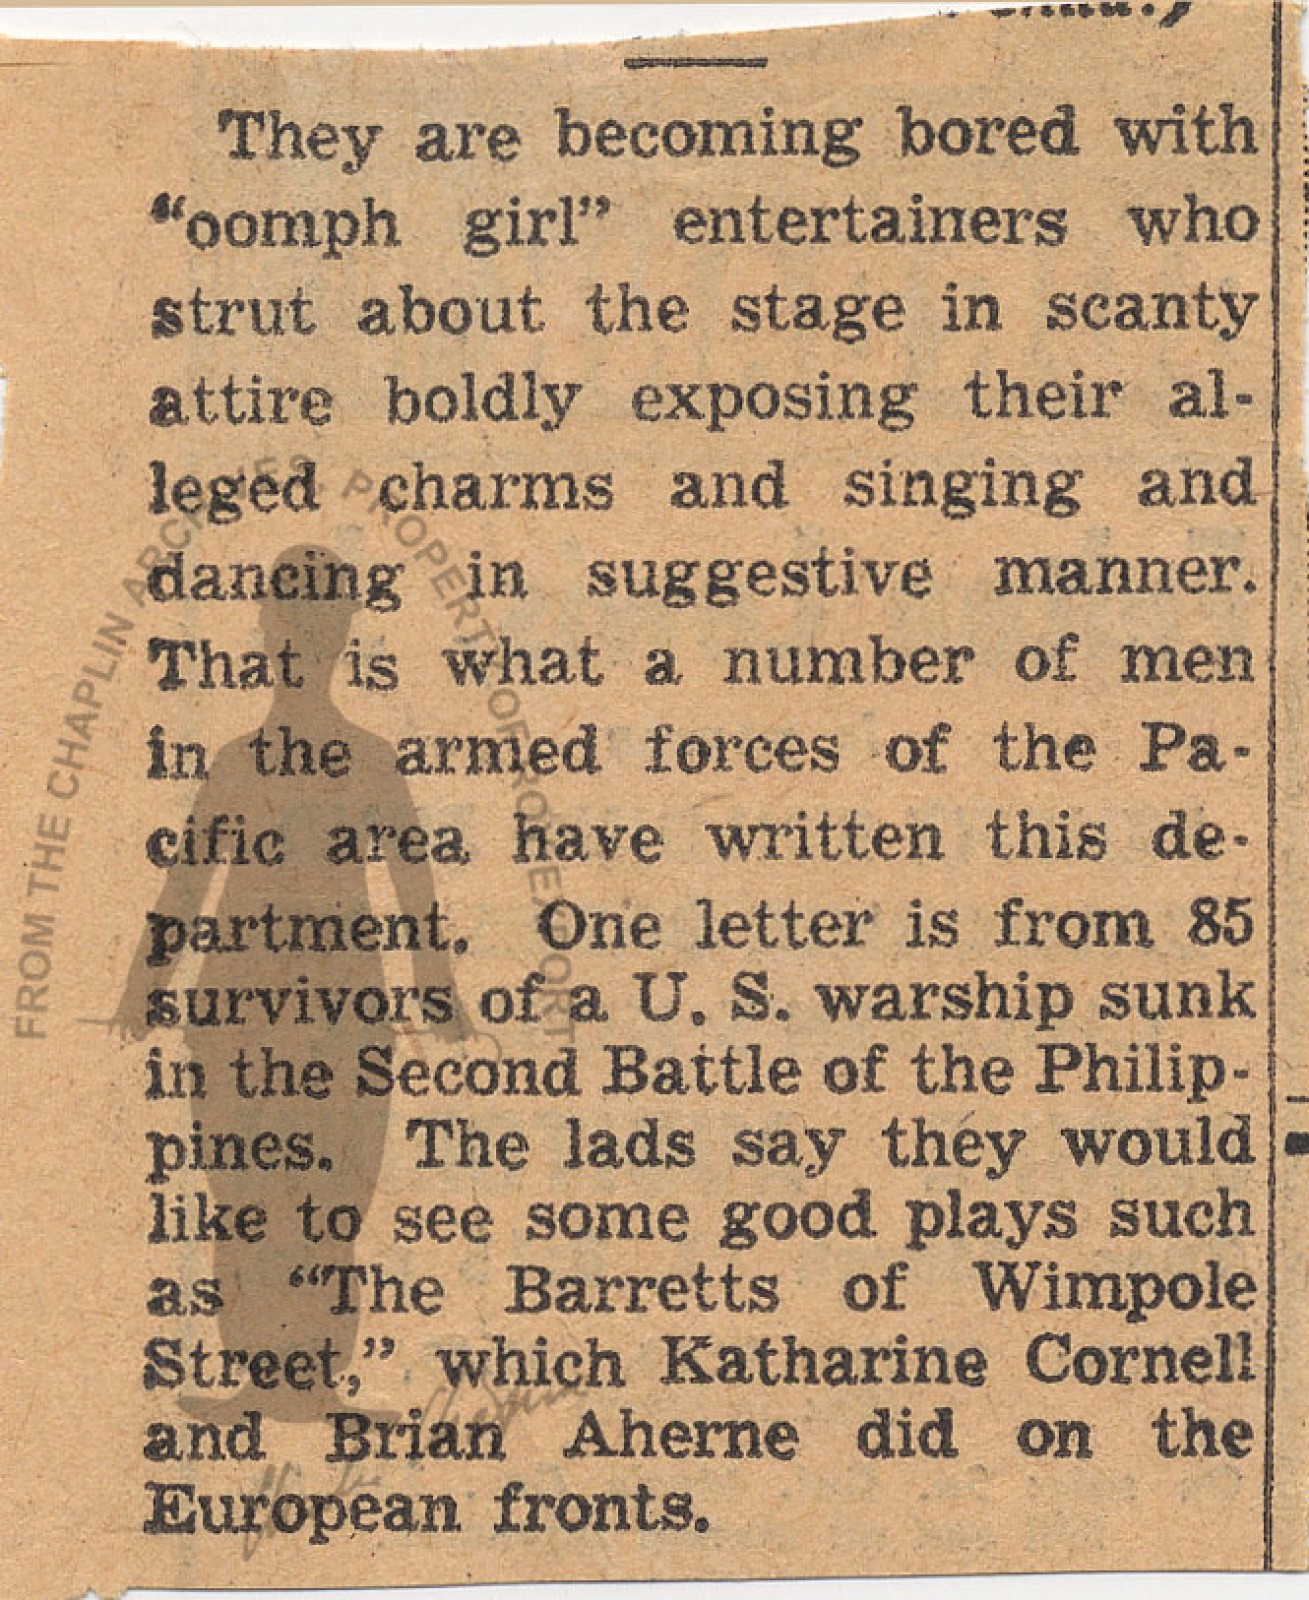 They are becoming bored with
"oomph girl" entertainers who
strut about the stage in scanty
attire boldly exposing their al-
leged charms and singing and
dancing in suggestive manner.
That is what a number of men
in the armed forces of the Pa-
cific area have written this de-
partment. One letter is from 85
survivors of a U. S. warship sunk
in the Second Battle of the Philip-
pines. The lads say they would
like to see some good plays such
as "The Barretts of Wimpole
Street," which Katharine Cornell
and Brian Aherne did on the
European fronts.
FROM THE CHAPLIN ARCHIVES, PROPERTY OF ROY EXPORT